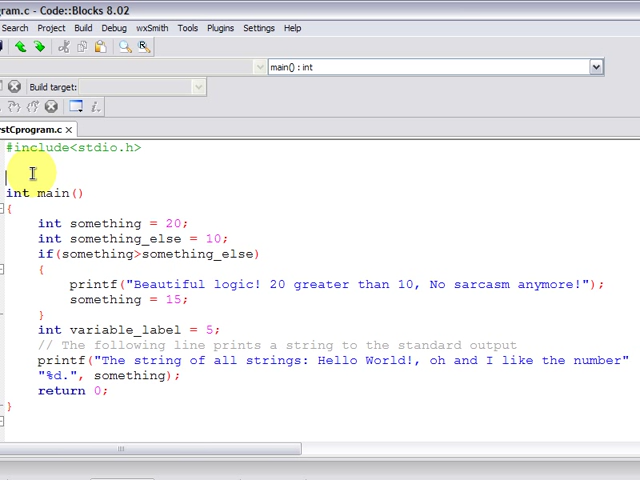 gram.c - Code::Blocks 8.02
Search Project Build Debug wxSmith Tools Plugins Settings Help
main() : int
Build target:
stCprogram.c
#include<stdio.h>
int main()
{
int something = 20;
int something_else = 10;
if(something>something_else)
{
printf("Beautiful logic! 20 greater than 10, No sarcasm anymore!");
something = 15;
}
int variable_label = 5;
// The following line prints a string to the standard output
printf("The string of all strings: Hello World!, oh and I like the number"
"%d.", something);
return 0;
}